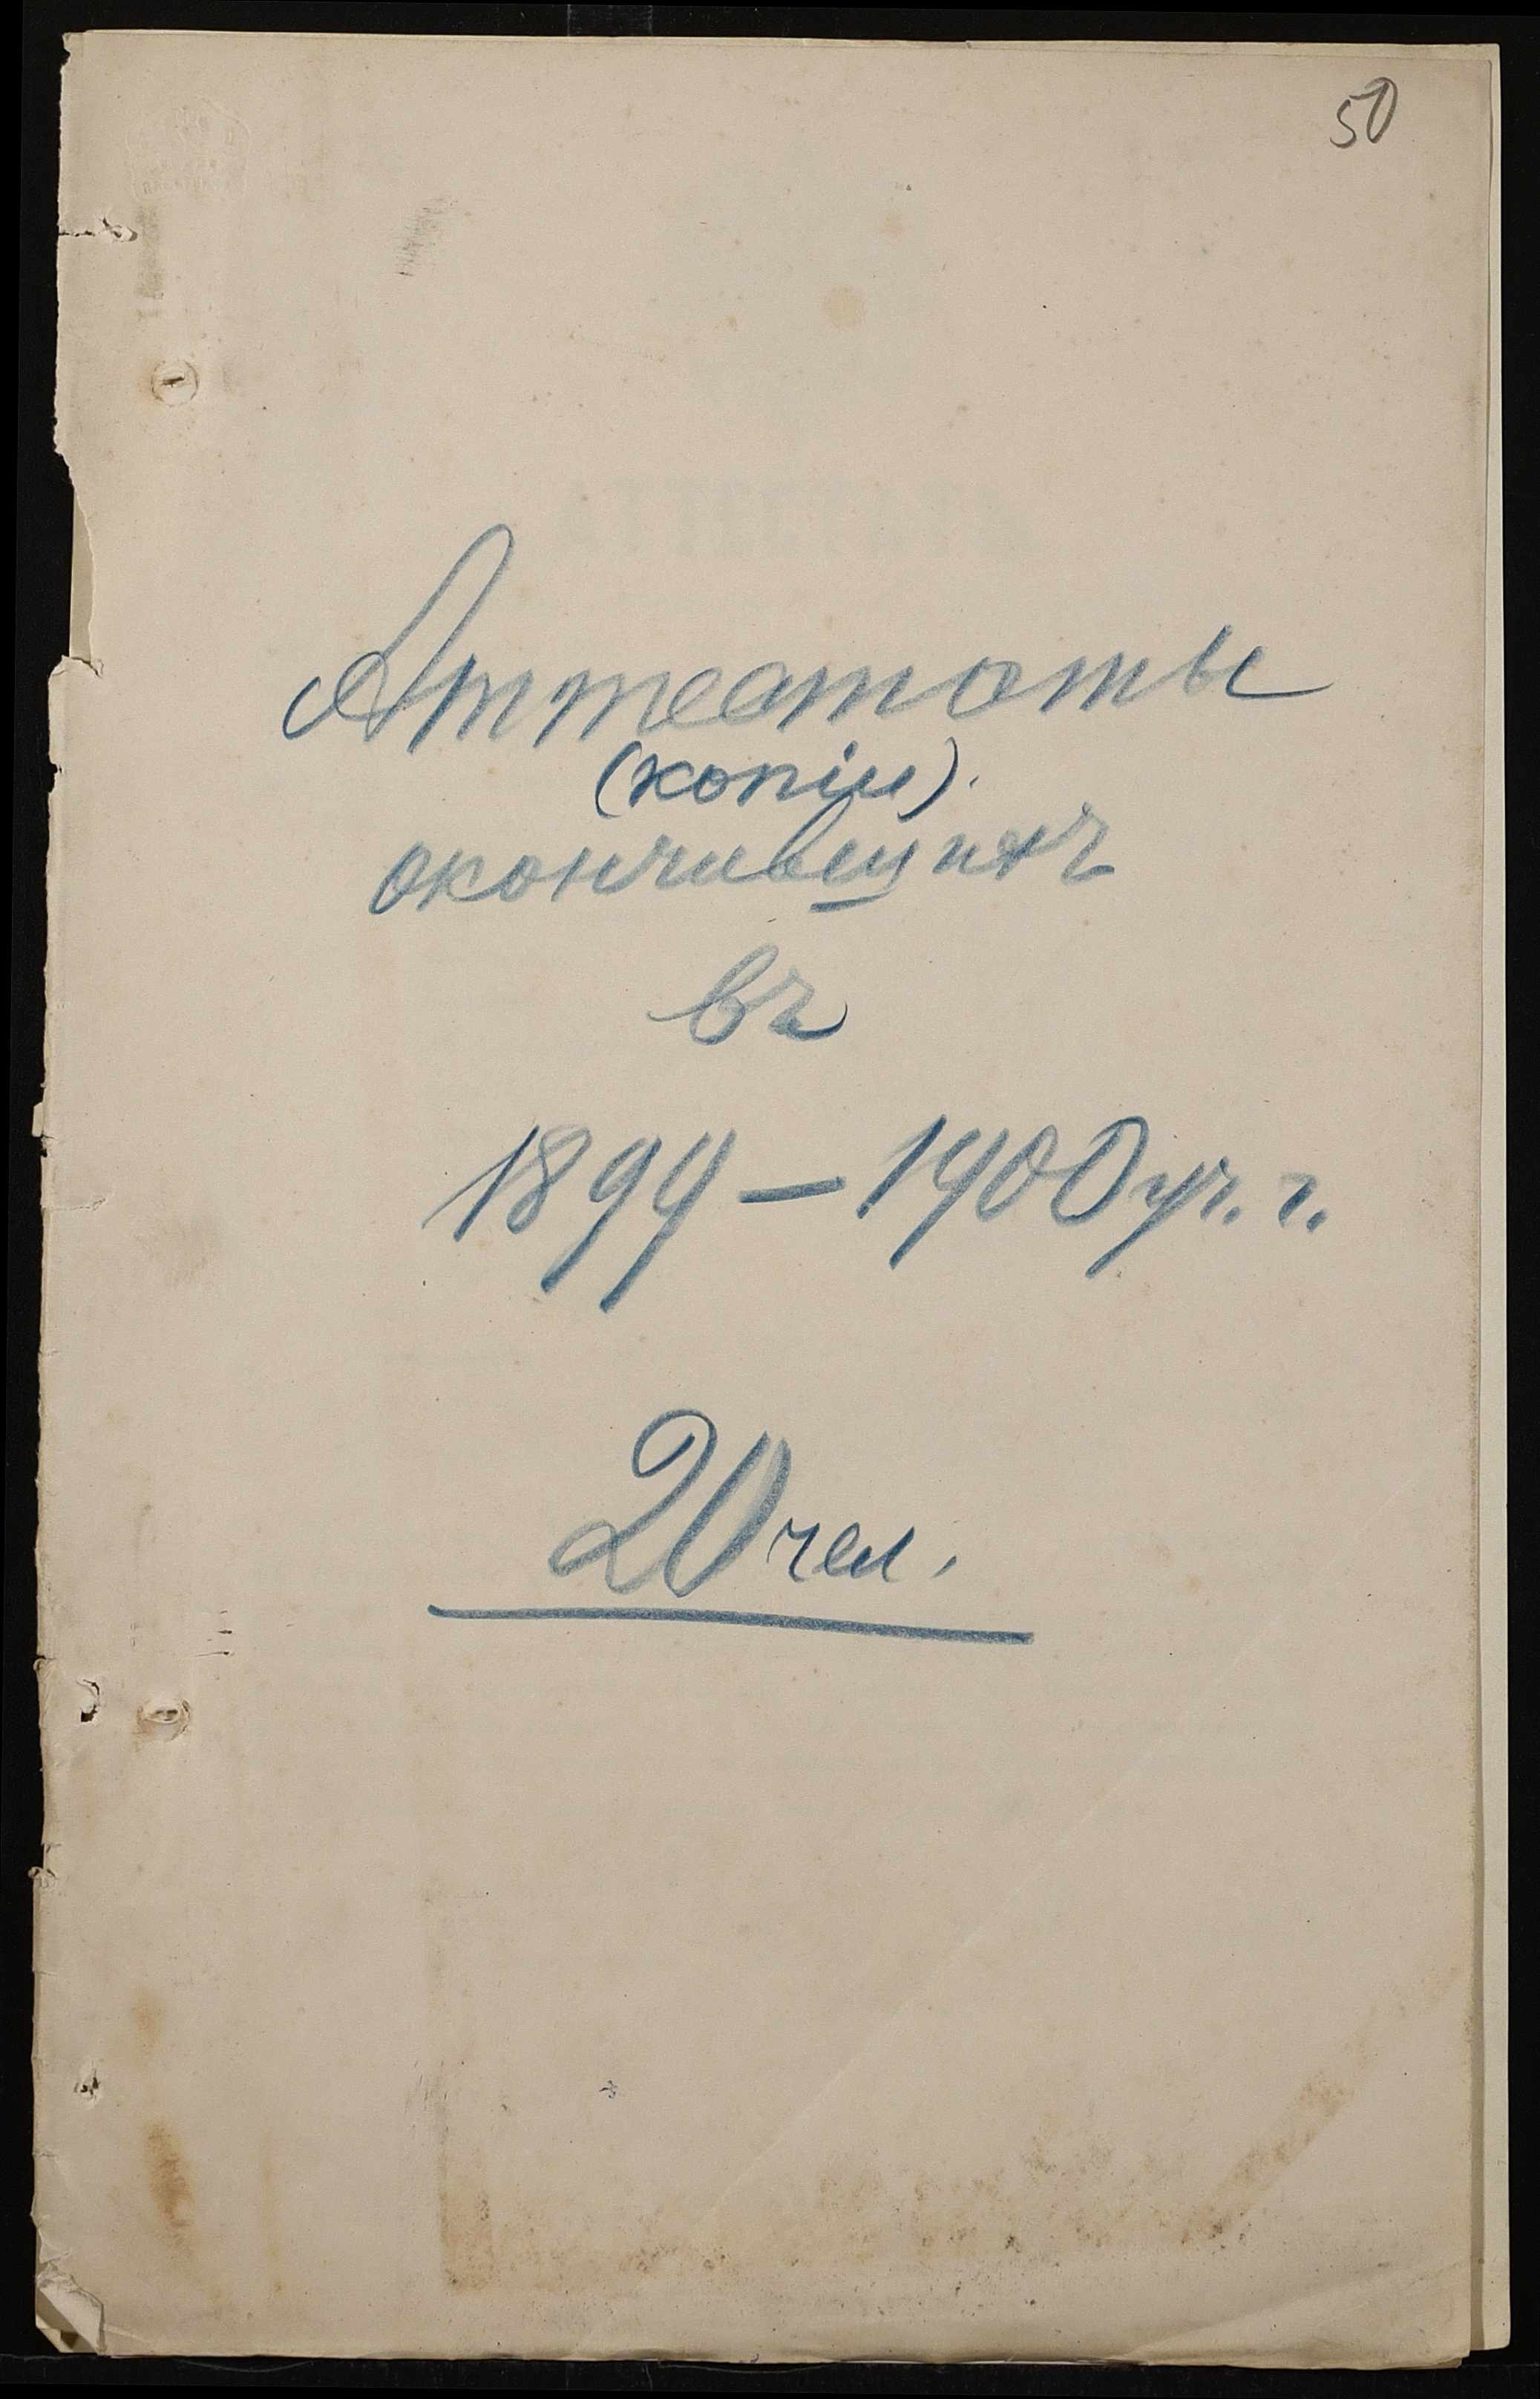 50
Аттестаты
(копіи).
окончившихъ
въ
1899 – 1900 уч. г.
20 чел.